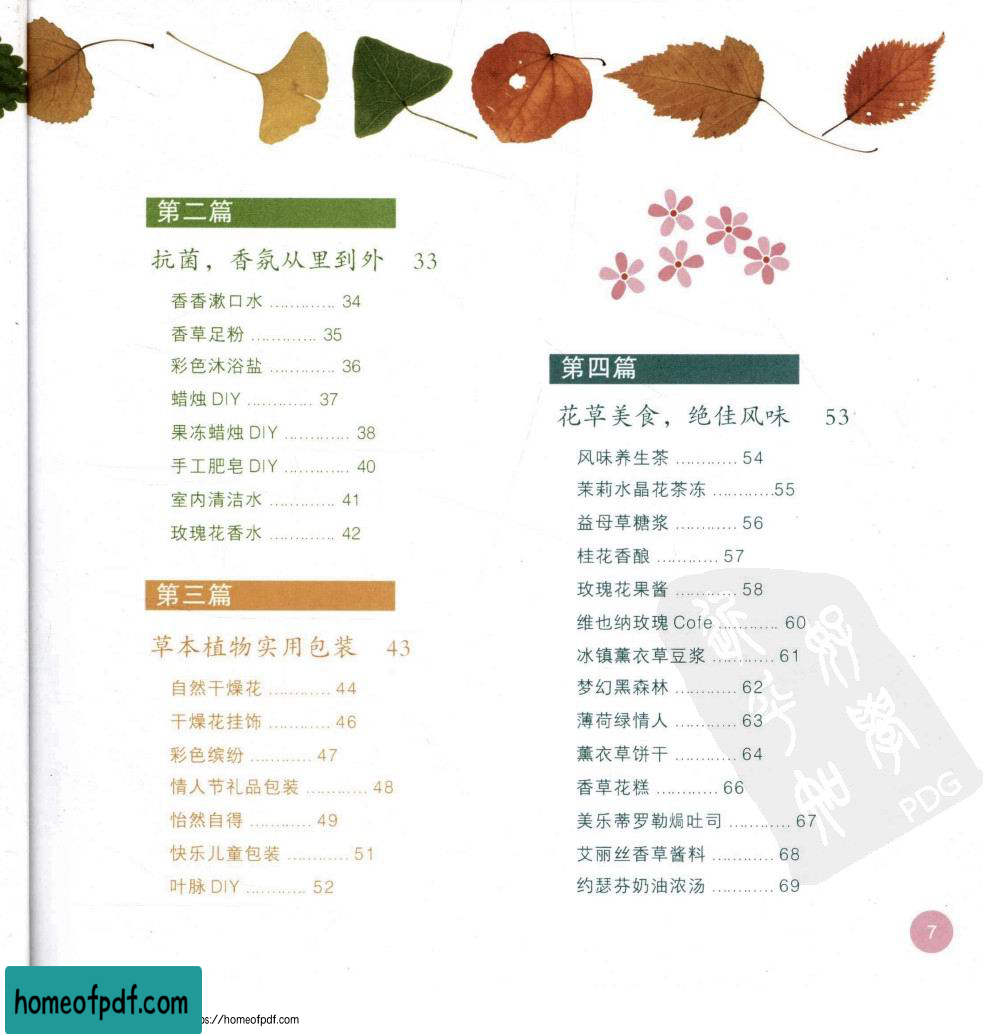 第二篇
抗菌，香氛从里到外 33
香香漱口水 ............. 34
香草足粉 ............. 35
彩色沐浴盐 ............. 36
蜡烛 DIY ............. 37
果冻蜡烛 DIY ............. 38
手工肥皂 DIY ............. 40
室内清洁水 ............. 41
玫瑰花香水 ............. 42
第三篇
草本植物实用包装 43
自然干燥花 ............ 44
干燥花挂饰 ............ 46
彩色缤纷 ............ 47
情人节礼品包装 ............ 48
怡然自得 ............ 49
快乐儿童包装 ............ 51
叶脉 DIY ............ 52
第四篇
花草美食，绝佳风味 53
风味养生茶 ............ 54
茉莉水晶花茶冻 ............55
益母草糖浆 ............ 56
桂花香酿 ............ 57
玫瑰花果酱 ............ 58
维也纳玫瑰 Cofe ............ 60
冰镇薰衣草豆浆 ............ 61
梦幻黑森林 ............ 62
薄荷绿情人 ............ 63
薰衣草饼干 ............ 64
香草花糕 ............ 66
美乐蒂罗勒焗吐司 ............ 67
艾丽丝香草酱料 ............ 68
约瑟芬奶油浓汤 ............ 69
PDG
7
homeofpdf.com
ps://homeofpdf.com